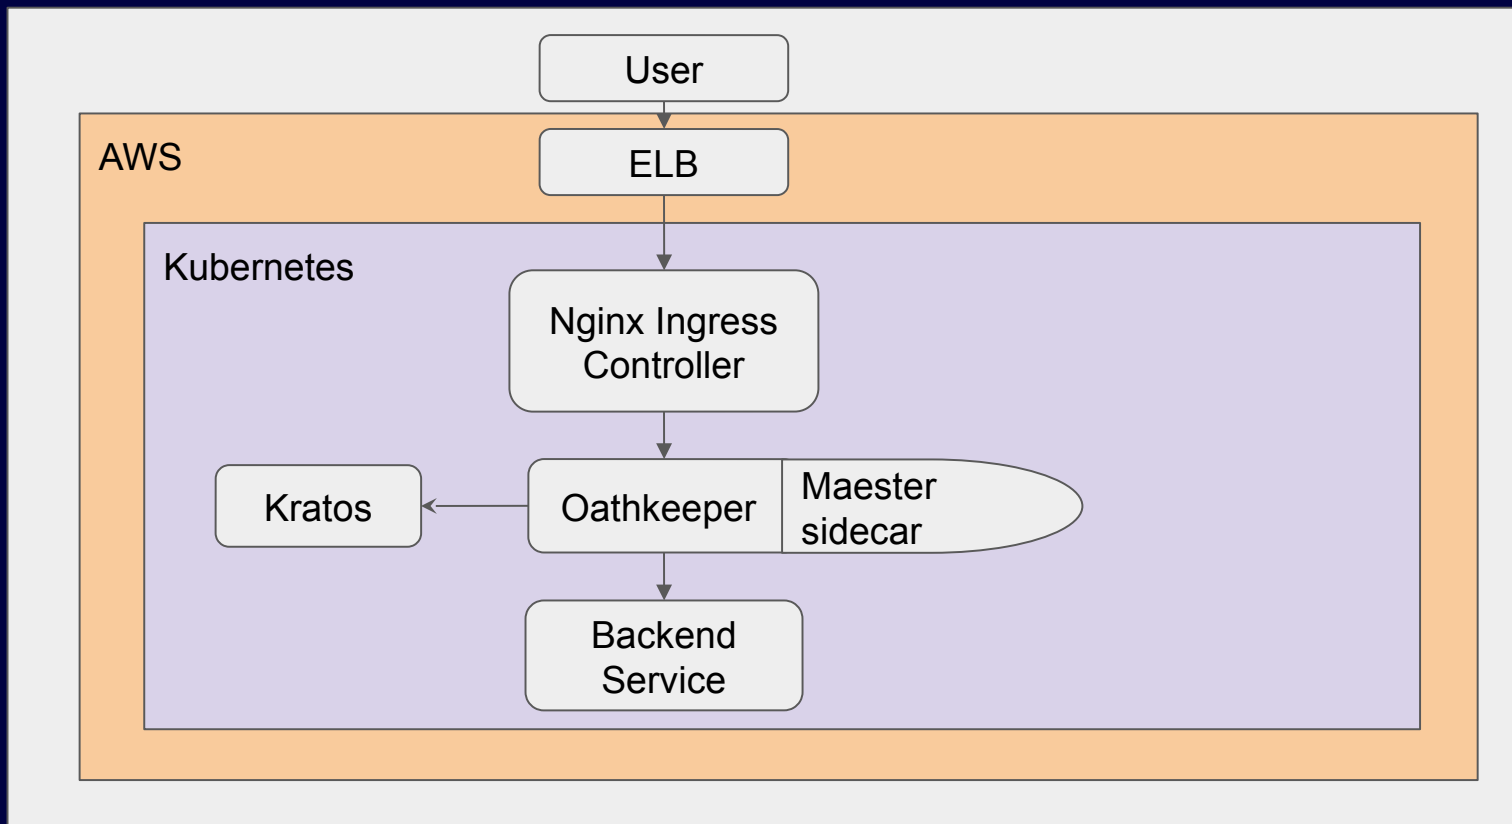 User
AWS
ELB
Kubernetes
Nginx Ingress
Controller
Kratos
Oathkeeper
Maester
sidecar
Backend
Service